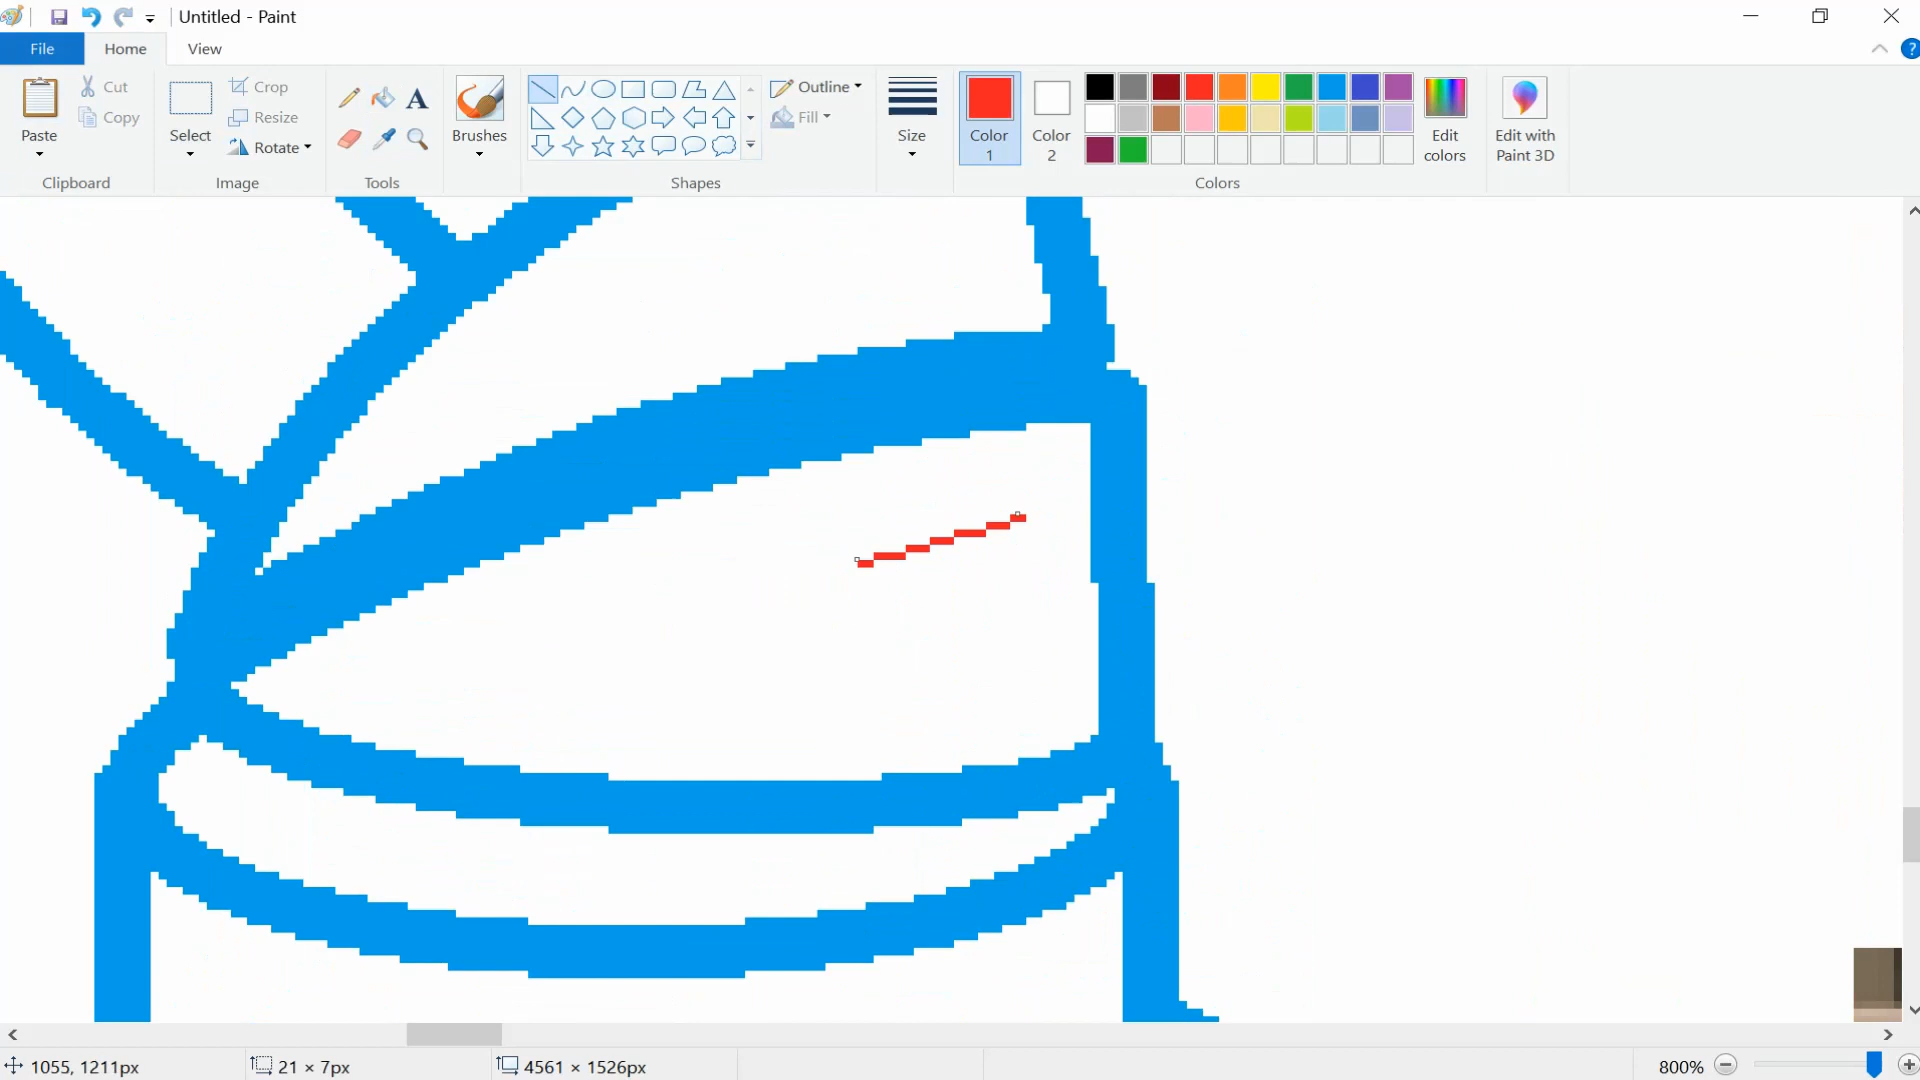 Untitled - Paint
File Home View
Paste
Cut
Copy
Clipboard
Select
Crop
Resize
Rotate
Image
A
Tools
Brushes
Outline
Fill
Shapes
Size
Color 1
Color 2
Edit colors
Colors
Edit with Paint 3D
?
1055, 1211px
21 × 7px
4561 × 1526px
800%